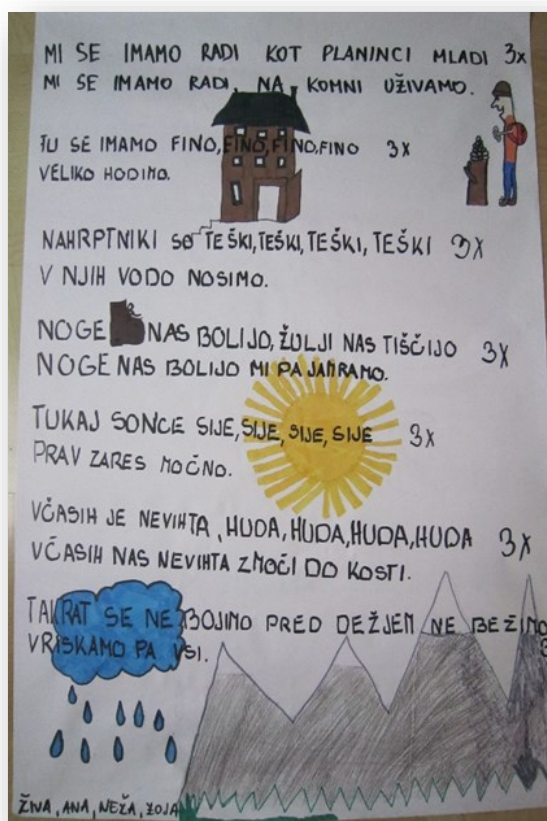 MI SE IMAMO RADI KOT PLANINCI MLADI 3x
MI SE IMAMO RADI, NA KOMNI UŽIVAMO.
TU SE IMAMO FINO, FINO, FINO, FINO 3x
VELIKO HODIMO.
NAHRPTNIKI SO TEŠKI, TEŠKI, TEŠKI, TEŠKI 3x
V NJIH VODO NOSIMO.
NOGE NAS BOLIJO, ŽULJI NAS TIŠČIJO 3x
NOGE NAS BOLIJO MI PA JAMRAMO.
TUKAJ SONCE SIJE, SIJE, SIJE, SIJE 3x
PRAV ZARES MOČNO.
VČASIH JE NEVIHTA, HUDA, HUDA, HUDA, HUDA 3x
VČASIH NAS NEVIHTA ZMOČI DO KOSTI.
TAKRAT SE NE BOJIMO PRED DEŽJEM NE BEŽIMO 3
VRISKAMO PA VSI.
ŽIVA, ANA, NEŽA, ZOJA